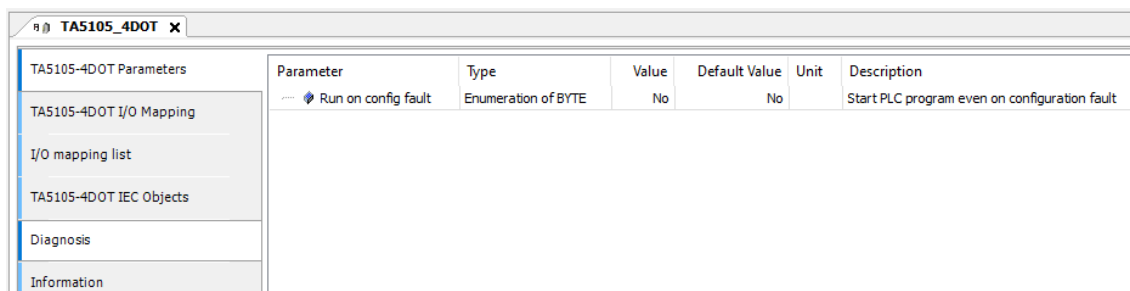 TA5105_4DOT X
TA5105-4DOT Parameters
TA5105-4DOT I/O Mapping
I/O mapping list
TA5105-4DOT IEC Objects
Diagnosis
Information
Parameter Type Value Default Value Unit Description
Run on config fault Enumeration of BYTE No No Start PLC program even on configuration fault